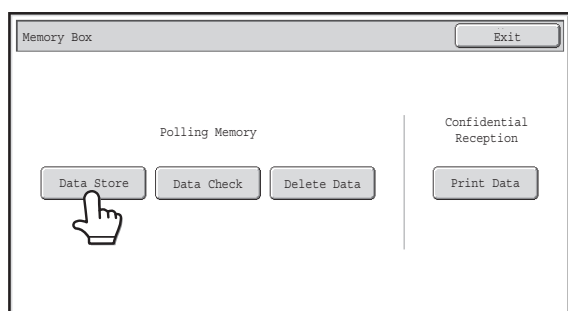 Memory Box
Exit
Polling Memory
Confidential
Reception
Data Store
Data Check
Delete Data
Print Data